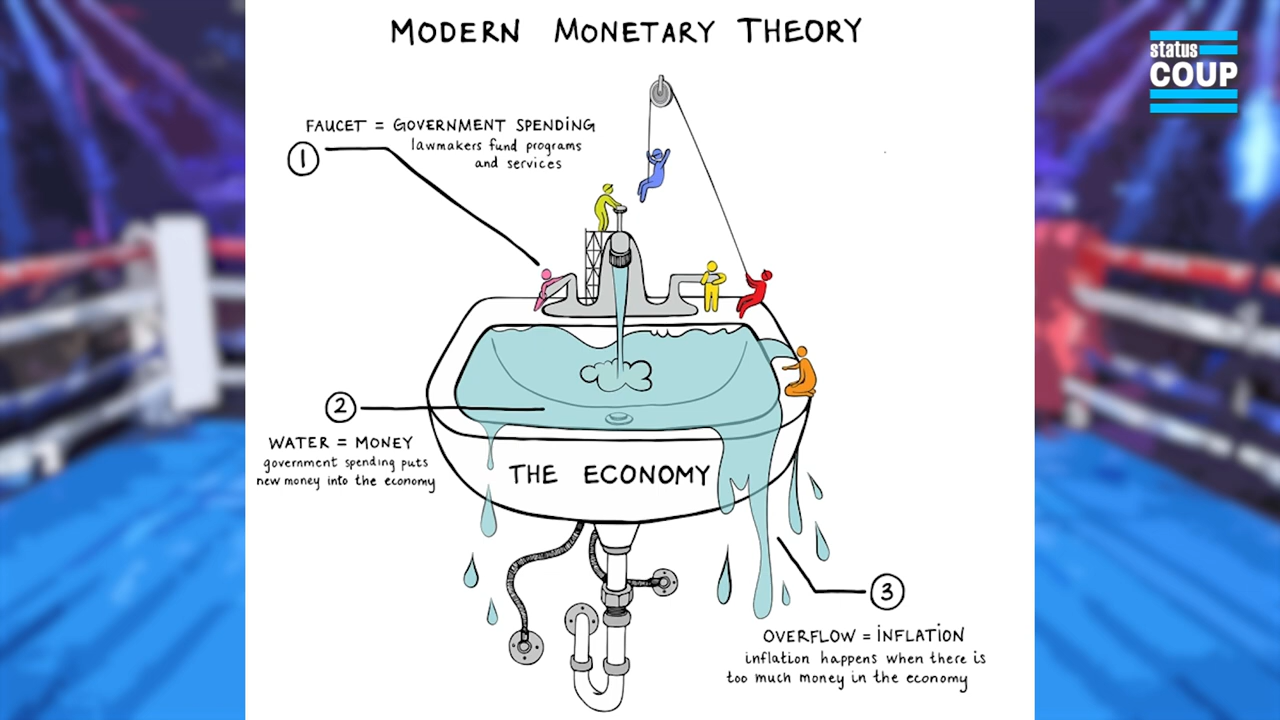 MODERN MONETARY THEORY
status
COUP
FAUCET = GOVERNMENT SPENDING
lawmakers fund programs
and services
1
2
WATER = MONEY
government spending puts
new money into the economy
THE ECONOMY
3
OVERFLOW = INFLATION
inflation happens when there is
too much money in the economy